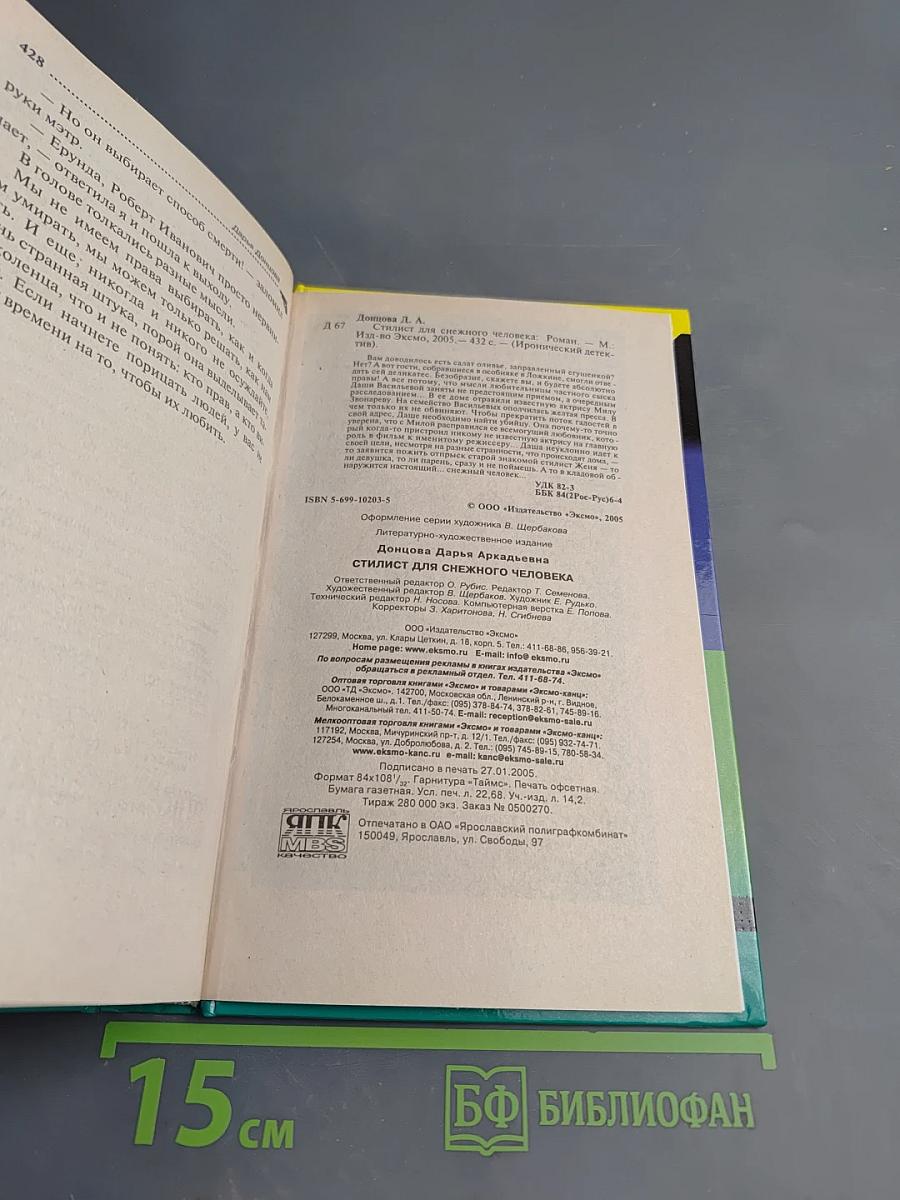 428
Дарья Донцова
— Но он выбирает способ смерти! —
руки мэтр.
— Ерунда, Роберт Иванович просто
— ответила я и пошла к выходу.
В голове толкались разные мысли.
Мы не имеем права выбирать, как и когда
умирать, мы можем только решать, как
И еще; никогда и никого не осуждайте,
странная штука, порой она выделывает
что и не понять: кто прав, а кто
Если начнете порицать людей, у вас не
времени на то, чтобы их любить.
Донцова Д. А.
Д 67 Стилист для снежного человека: Роман. — М.:
Изд-во Эксмо, 2005.— 432 с. — (Иронический детек-
тив).
Вам доводилось есть салат оливье, заправленный сгущенкой?
Нет? А вот гости, собравшиеся в особняке в Ложкине, смогли отве-
дать сей деликатес. Безобразие, скажете вы, и будете абсолютно
правы! А все потому, что мысли любительницы частного сыска
Даши Васильевой заняты не предстоящим приемом, а очередным
расследованием... В ее доме отравили известную актрису Милу
Звонареву. На семейство Васильевых ополчилась желтая пресса. В
чем только их не обвиняют. Чтобы прекратить поток гадостей в
свой адрес, Даше необходимо найти убийцу. Она почему-то точно
уверена, что с Милой расправился ее всемогущий любовник, кото-
рый когда-то пристроил никому не известную актрису на главную
роль в фильм к именитому режиссеру... Даша неуклонно идет к
своей цели, несмотря на разные странности, что происходят дома, —
то заявится пожить отпрыск старой знакомой стилист Женя — то
ли девушка, то ли парень, сразу и не поймешь. А то в кладовой об-
наружится настоящий... снежный человек...
УДК 82-3
ББК 84(2Рос-Рус)6-4
ISBN 5-699-10203-5
© ООО «Издательство «Эксмо», 2005
Оформление серии художника В. Щербакова
Литературно-художественное издание
Донцова Дарья Аркадьевна
СТИЛИСТ ДЛЯ СНЕЖНОГО ЧЕЛОВЕКА
Ответственный редактор О. Рубис. Редактор Т. Семенова.
Художественный редактор В. Щербаков. Художник Е. Рудько.
Технический редактор Н. Носова. Компьютерная верстка Е. Попова.
Корректоры З. Харитонова, Н. Сгибнева
ООО «Издательство «Эксмо»
127299, Москва, ул. Клары Цеткин, д. 18, корп. 5. Тел.: 411-68-86, 956-39-21.
Home page: www.eksmo.ru E-mail: info@ eksmo.ru
По вопросам размещения рекламы в книгах издательства «Эксмо»
обращаться в рекламный отдел. Тел. 411-68-74.
Оптовая торговля книгами «Эксмо» и товарами «Эксмо-канц»:
ООО «ТД «Эксмо». 142700, Московская обл., Ленинский р-н, г. Видное,
Белокаменное ш., д.1. Тел./факс: (095) 378-84-74, 378-82-61, 745-89-16.
Многоканальный тел. 411-50-74. E-mail: reception@eksmo-sale.ru
Мелкооптовая торговля книгами «Эксмо» и товарами «Эксмо-канц»:
117192, Москва, Мичуринский пр-т, д. 12/1. Тел./факс: (095) 932-74-71.
127254, Москва, ул. Добролюбова, д. 2. Тел.: (095) 745-89-15, 780-58-34.
www.eksmo-kanc.ru e-mail: kanc@eksmo-sale.ru
Подписано в печать 27.01.2005.
Формат 84x108 1/32. Гарнитура «Таймс». Печать офсетная.
Бумага газетная. Усл. печ. л. 22,68. Уч.-изд. л. 14,2.
Тираж 280 000 экз. Заказ № 0500270.
ЯРОСЛАВЛЬ
ЯПК
MBS
КАЧЕСТВО
Отпечатано в ОАО «Ярославский полиграфкомбинат»
150049, Ярославль, ул. Свободы, 97
15 см
БФ БИБЛИОФАН